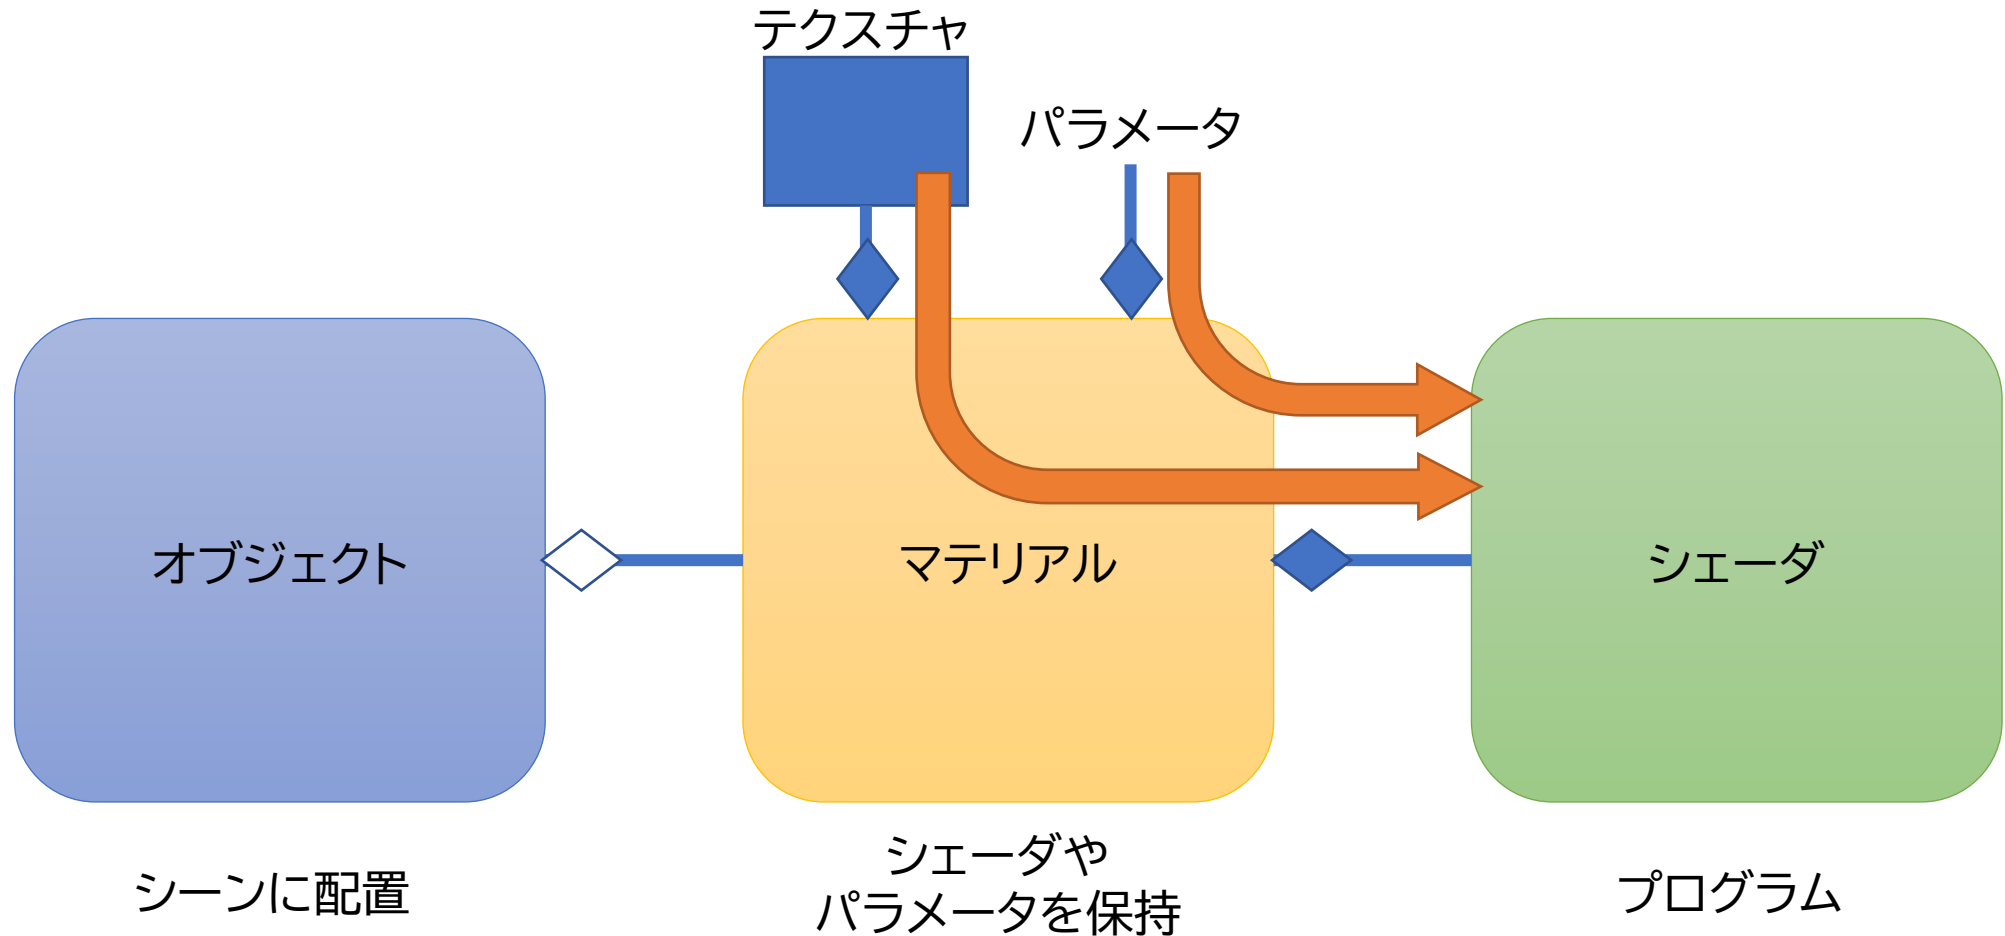 テクスチャ
パラメータ
オブジェクト
マテリアル
シェーダ
シーンに配置
シェーダや
パラメータを保持
プログラム